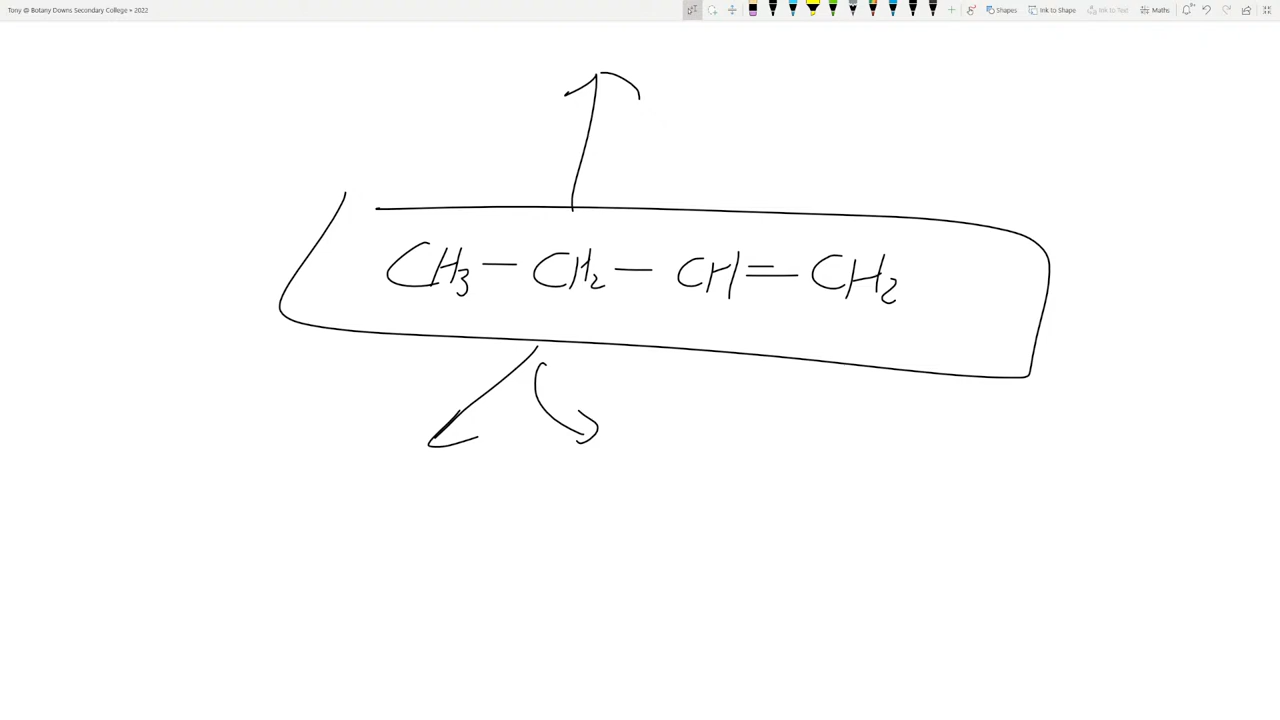 Tony @ Botany Downs Secondary College » 2022
Shapes Ink to Shape Ink to Text Maths
CH₃ — CH₂ — CH = CH₂